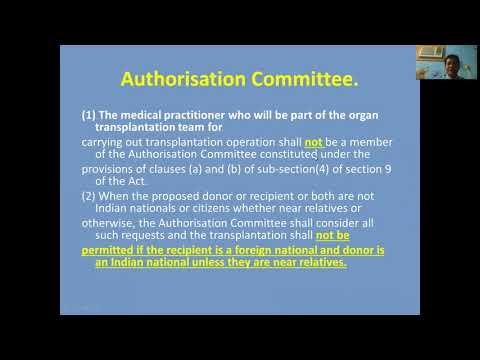 Authorisation Committee.
(1) The medical practitioner who will be part of the organ
transplantation team for
carrying out transplantation operation shall not be a member
of the Authorisation Committee constituted under the
provisions of clauses (a) and (b) of sub-section(4) of section 9
of the Act.
(2) When the proposed donor or recipient or both are not
Indian nationals or citizens whether near relatives or
otherwise, the Authorisation Committee shall consider all
such requests and the transplantation shall not be
permitted if the recipient is a foreign national and donor is
an Indian national unless they are near relatives.